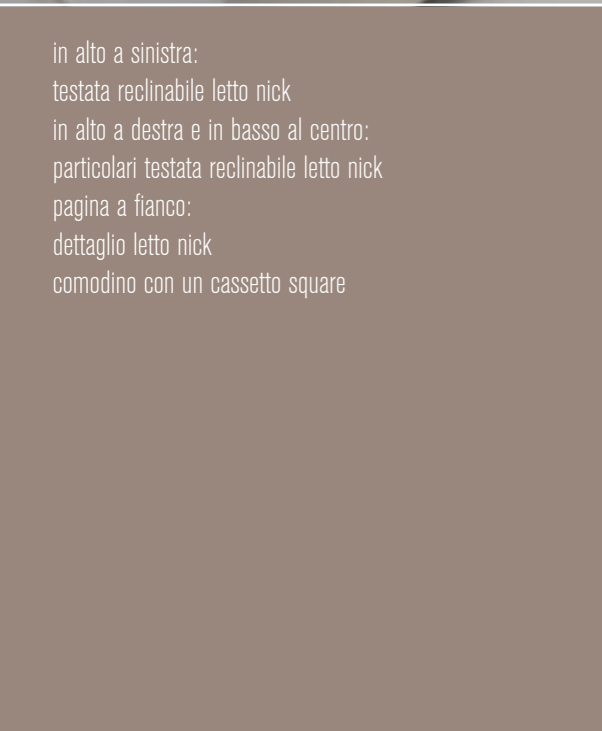 in alto a sinistra:
testata reclinabile letto nick
in alto a destra e in basso al centro:
particolari testata reclinabile letto nick
pagina a fianco:
dettaglio letto nick
comodino con un cassetto square